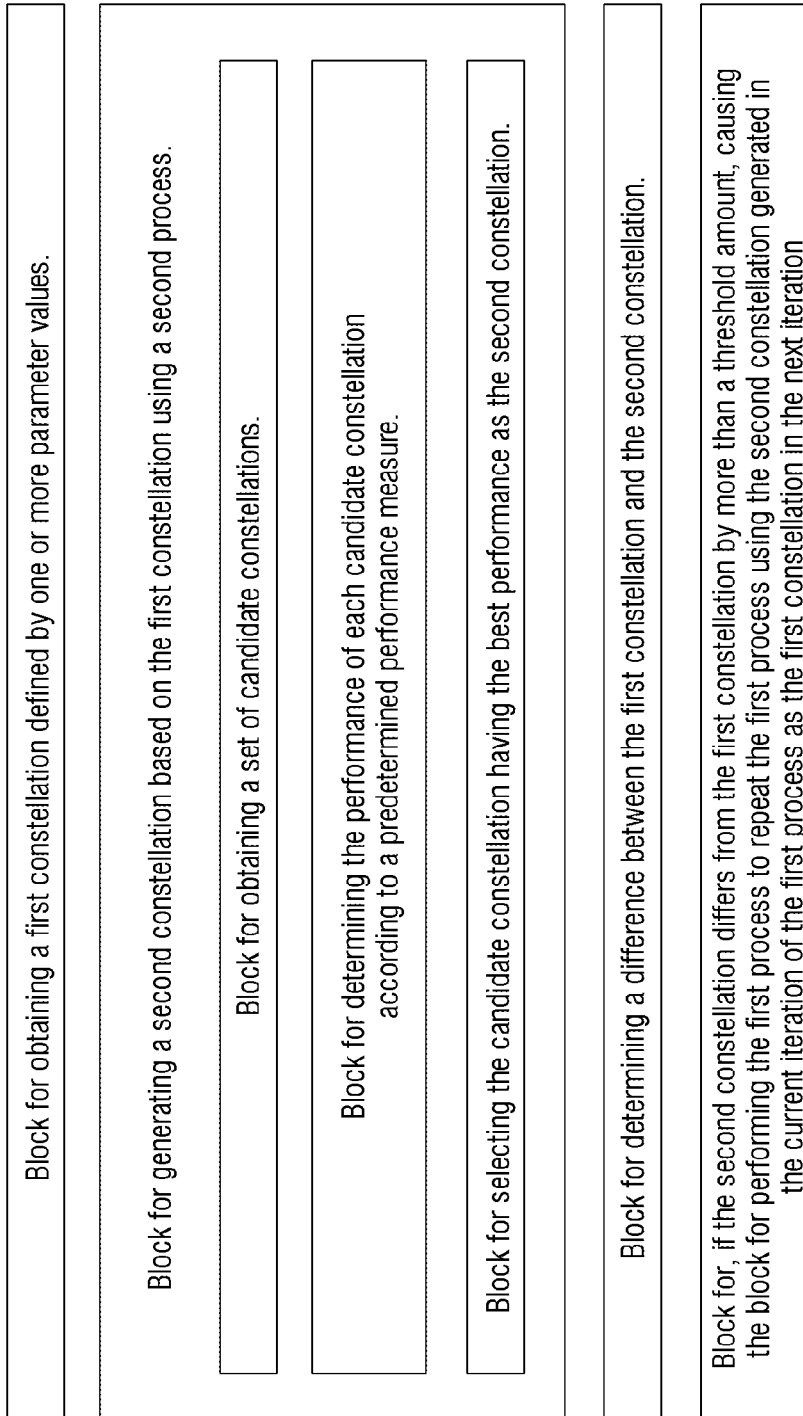 Block for obtaining a first constellation defined by one or more parameter values.
Block for generating a second constellation based on the first constellation using a second process.
Block for obtaining a set of candidate constellations.
Block for determining the performance of each candidate constellation
according to a predetermined performance measure.
Block for selecting the candidate constellation having the best performance as the second constellation.
Block for determining a difference between the first constellation and the second constellation.
Block for, if the second constellation differs from the first constellation by more than a threshold amount, causing
the block for performing the first process to repeat the first process using the second constellation generated in
the current iteration of the first process as the first constellation in the next iteration